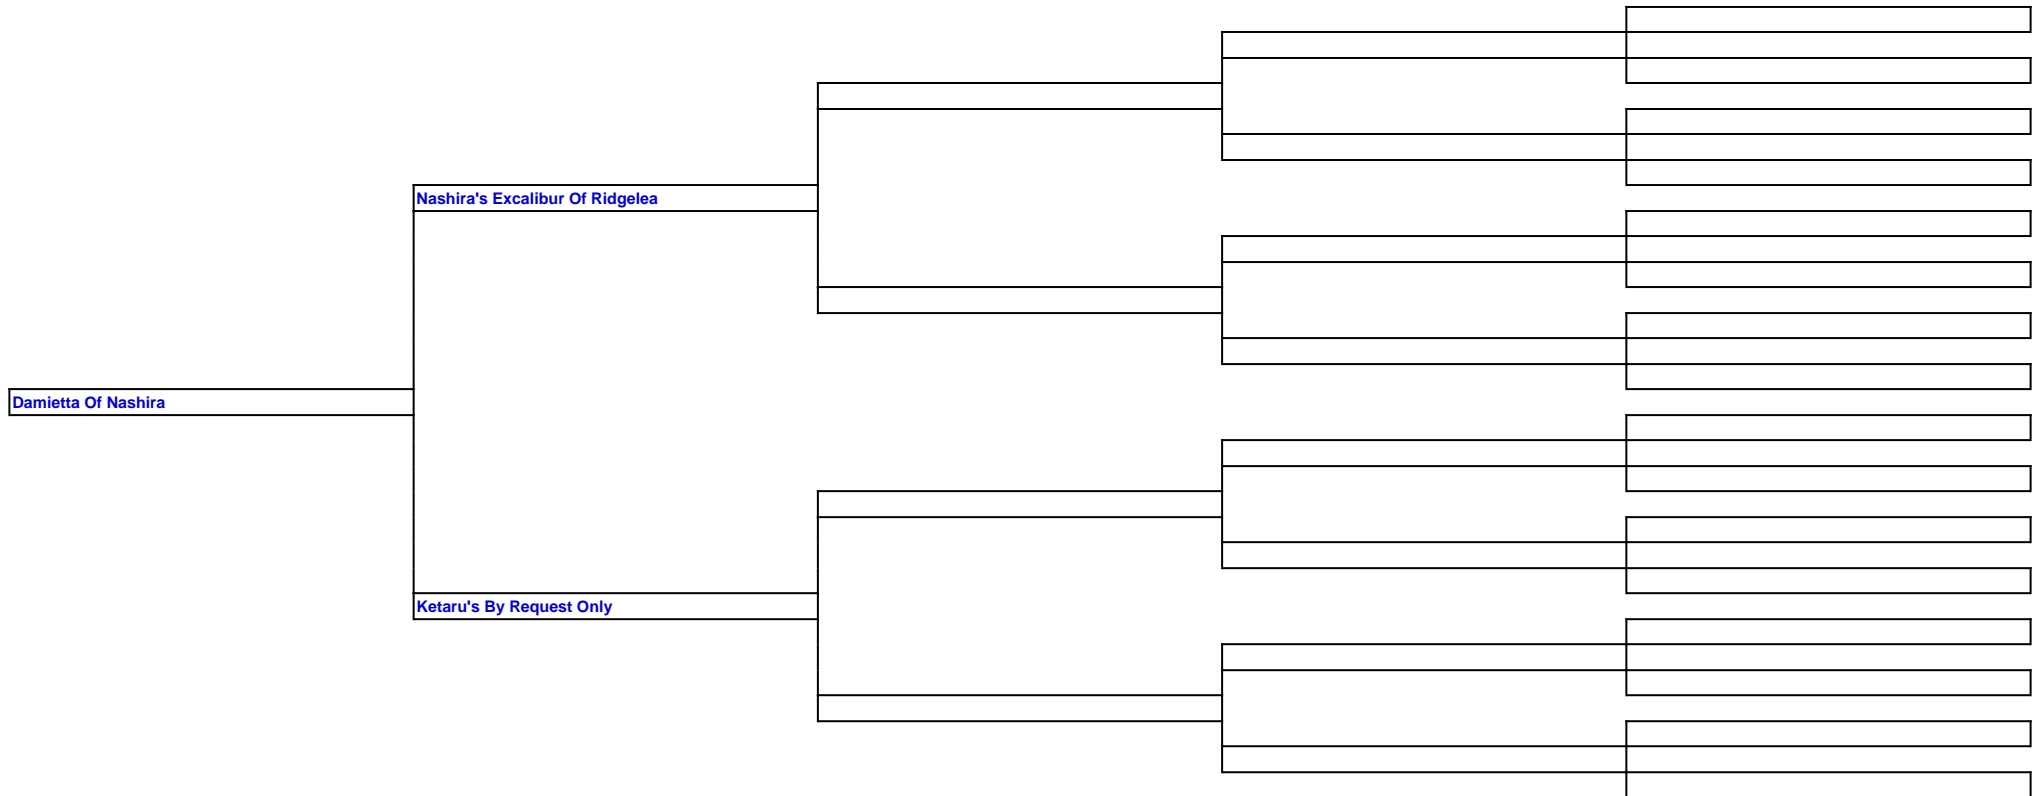 Nashira's Excalibur Of Ridgelea
Damietta Of Nashira
Ketaru's By Request Only